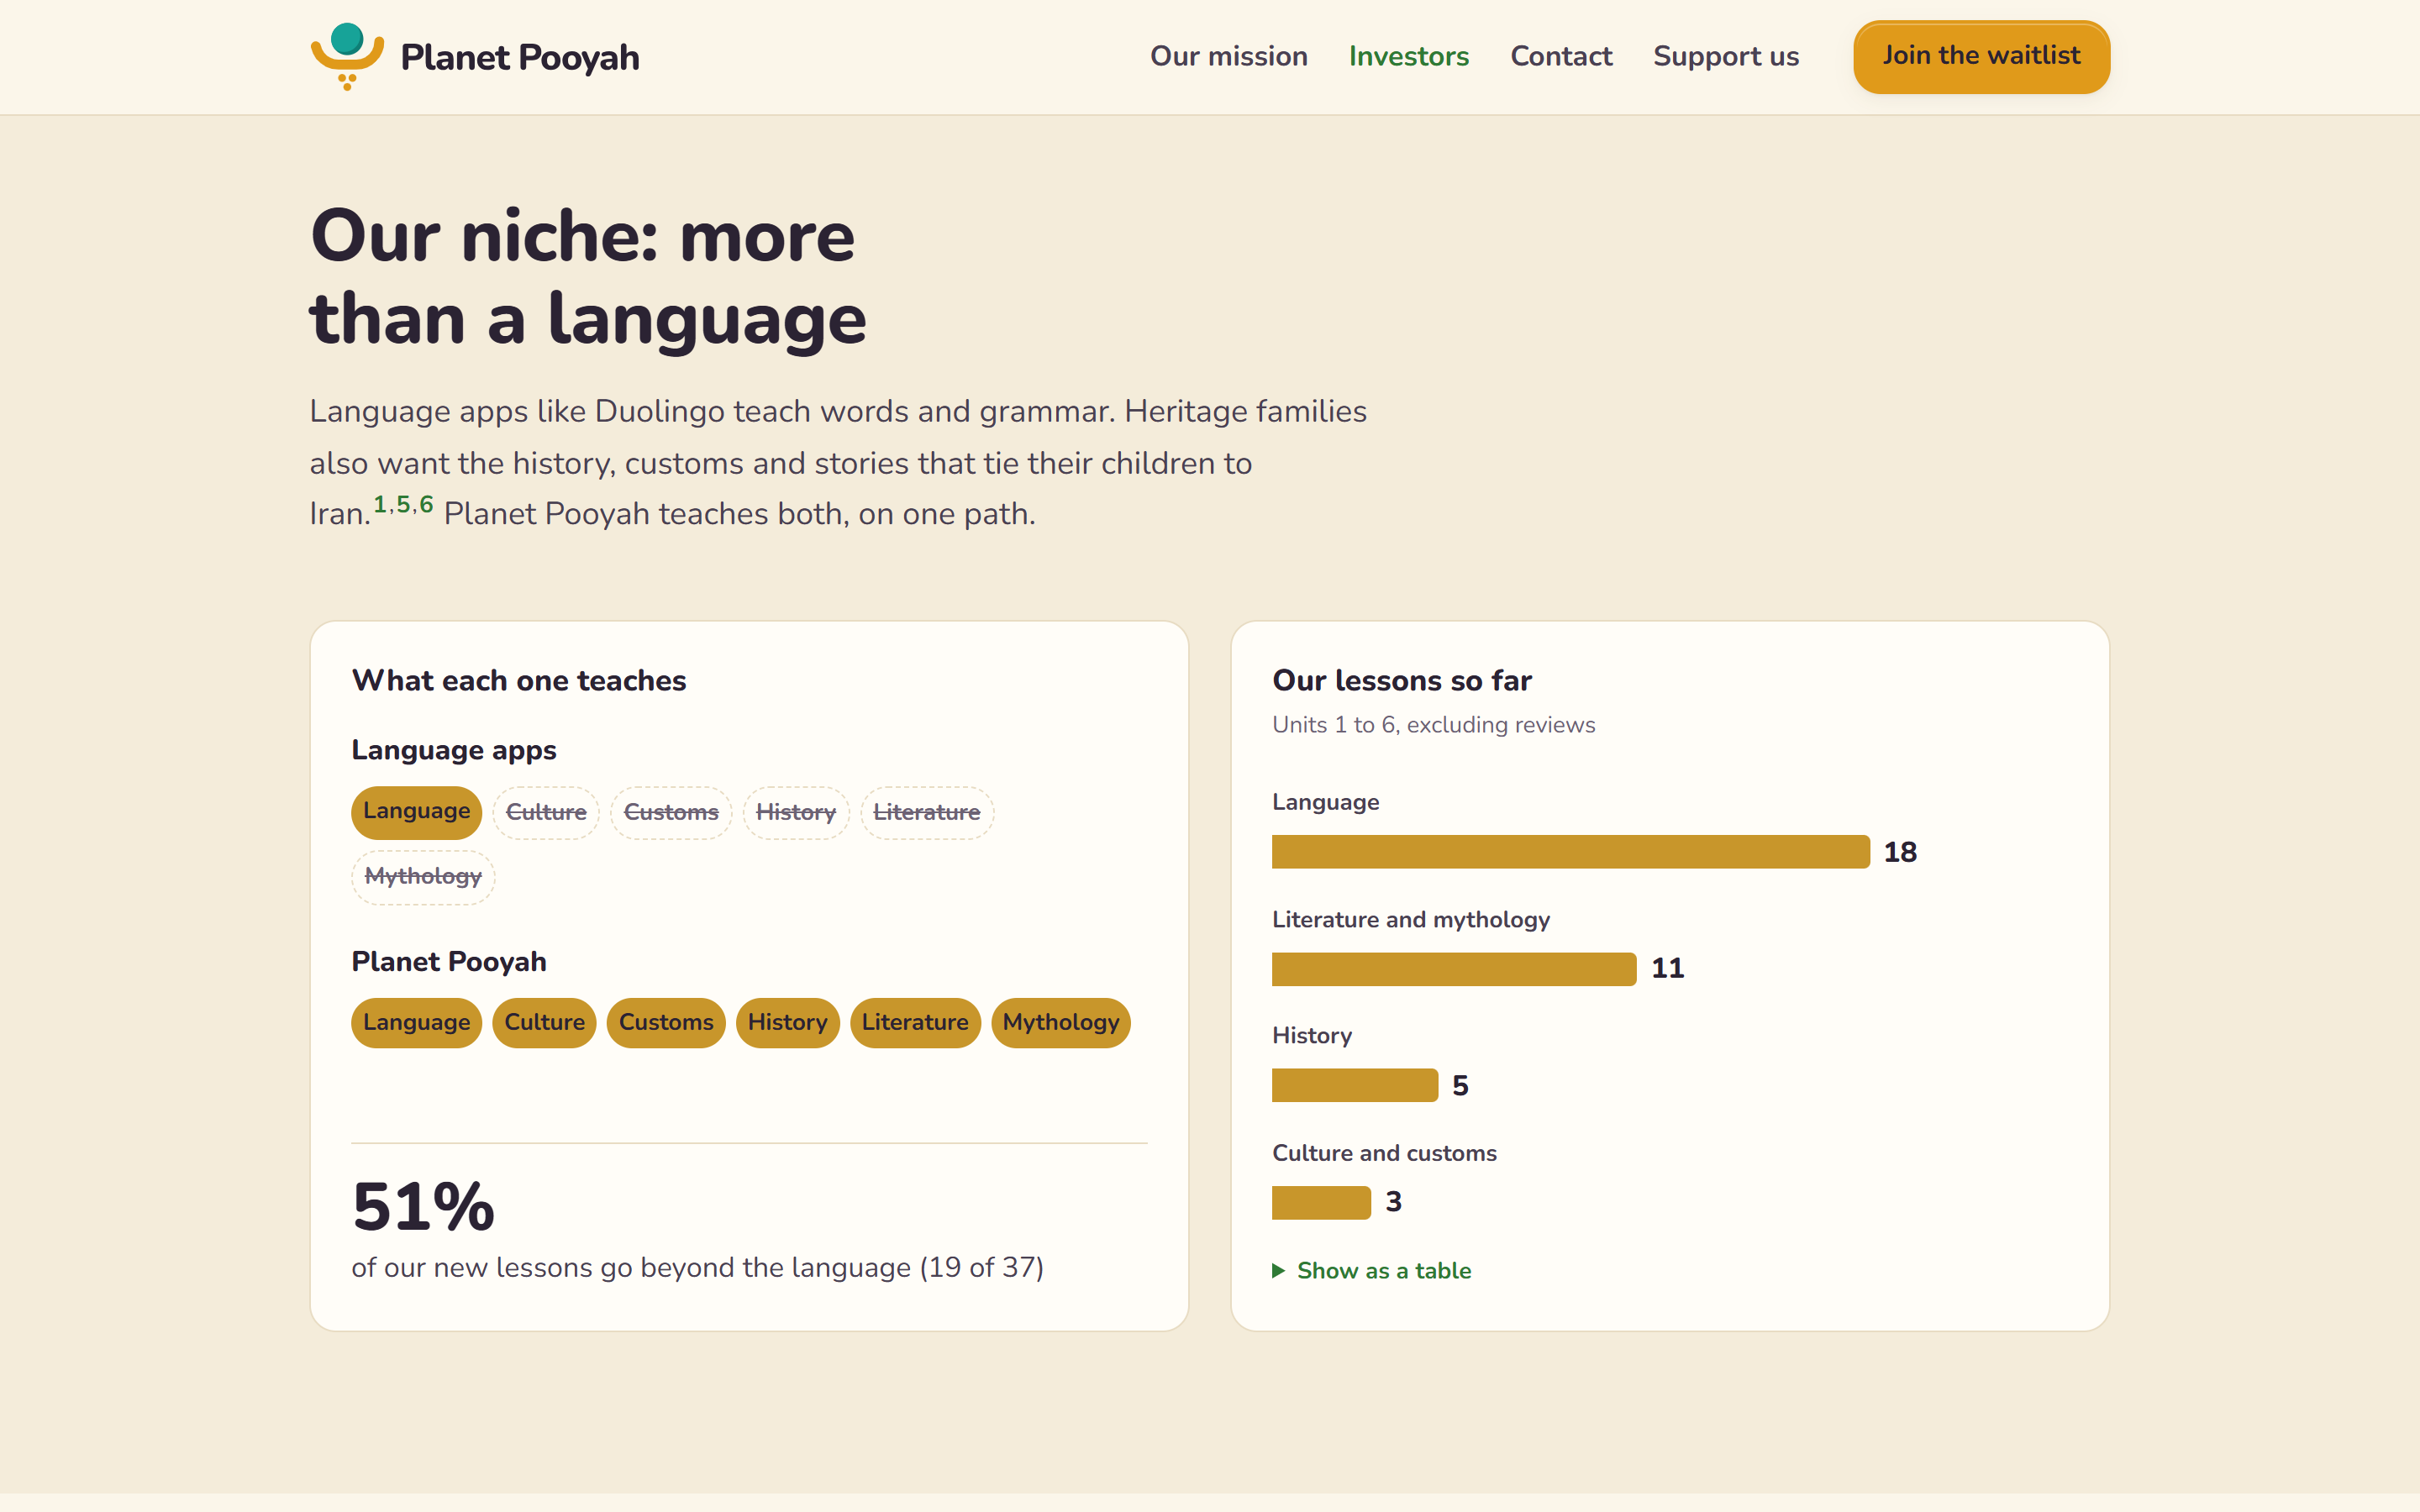 Planet Pooyah
Our mission
Investors
Contact
Support us
Join the waitlist
Our niche: more
than a language
Language apps like Duolingo teach words and grammar. Heritage families
also want the history, customs and stories that tie their children to
Iran.1,5,6 Planet Pooyah teaches both, on one path.
What each one teaches
Language apps
Language Culture Customs History Literature
Mythology
Planet Pooyah
Language Culture Customs History Literature Mythology
51%
of our new lessons go beyond the language (19 of 37)
Our lessons so far
Units 1 to 6, excluding reviews
Language
18
Literature and mythology
11
History
5
Culture and customs
3
Show as a table